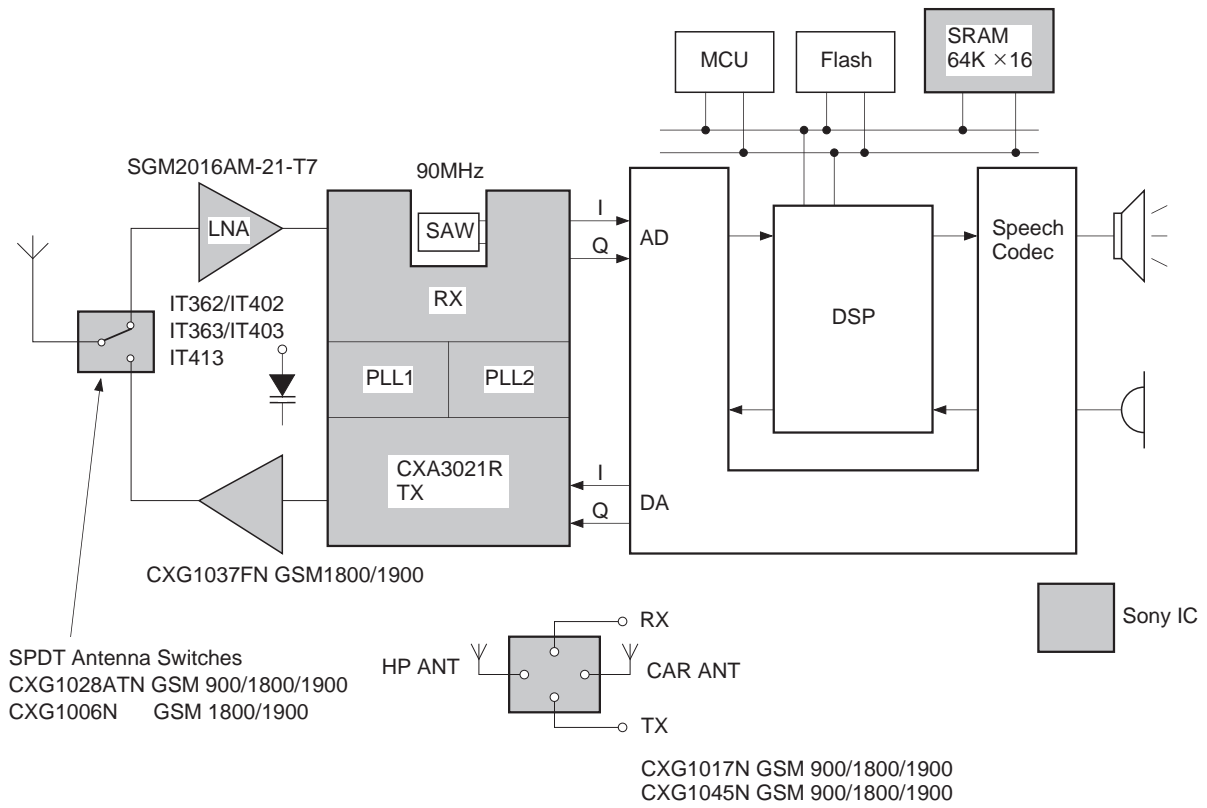 MCU
Flash
SRAM
64K ×16
SGM2016AM-21-T7
90MHz
LNA
SAW
I
Q
AD
Speech
Codec
RX
DSP
IT362/IT402
IT363/IT403
IT413
PLL1
PLL2
CXA3021R
TX
I
Q
DA
CXG1037FN GSM1800/1900
Sony IC
SPDT Antenna Switches
CXG1028ATN GSM 900/1800/1900
CXG1006N GSM 1800/1900
RX
HP ANT
CAR ANT
TX
CXG1017N GSM 900/1800/1900
CXG1045N GSM 900/1800/1900